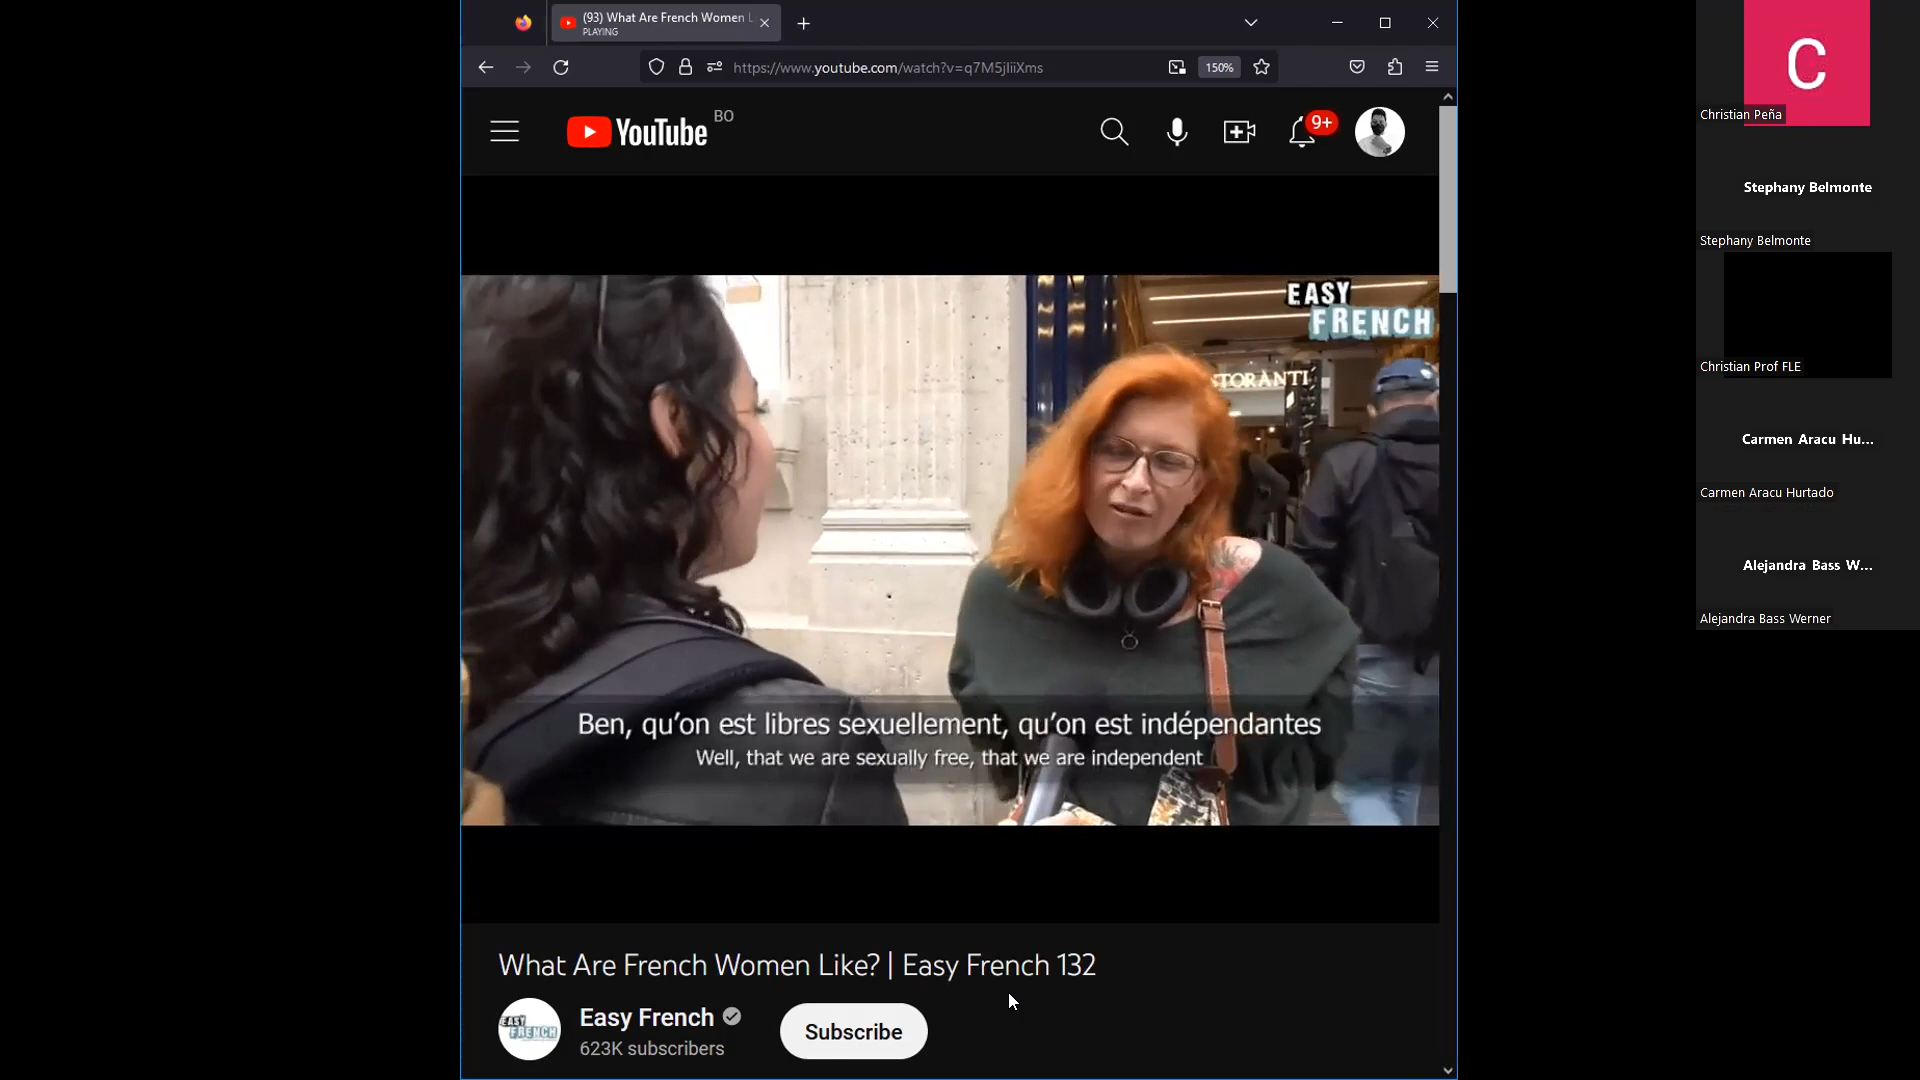 (93) What Are French Women L
PLAYING
https://www.youtube.com/watch?v=q7M5jIiiXms
150%
YouTube
BO
9+
EASY
FRENCH
STORANTI
Ben, qu'on est libres sexuellement, qu'on est indépendantes
Well, that we are sexually free, that we are independent
What Are French Women Like? | Easy French 132
EASY
FRENCH
Easy French
623K subscribers
Subscribe
C
Christian Peña
Stephany Belmonte
Stephany Belmonte
Christian Prof FLE
Carmen Aracu Hu...
Carmen Aracu Hurtado
Alejandra Bass W...
Alejandra Bass Werner